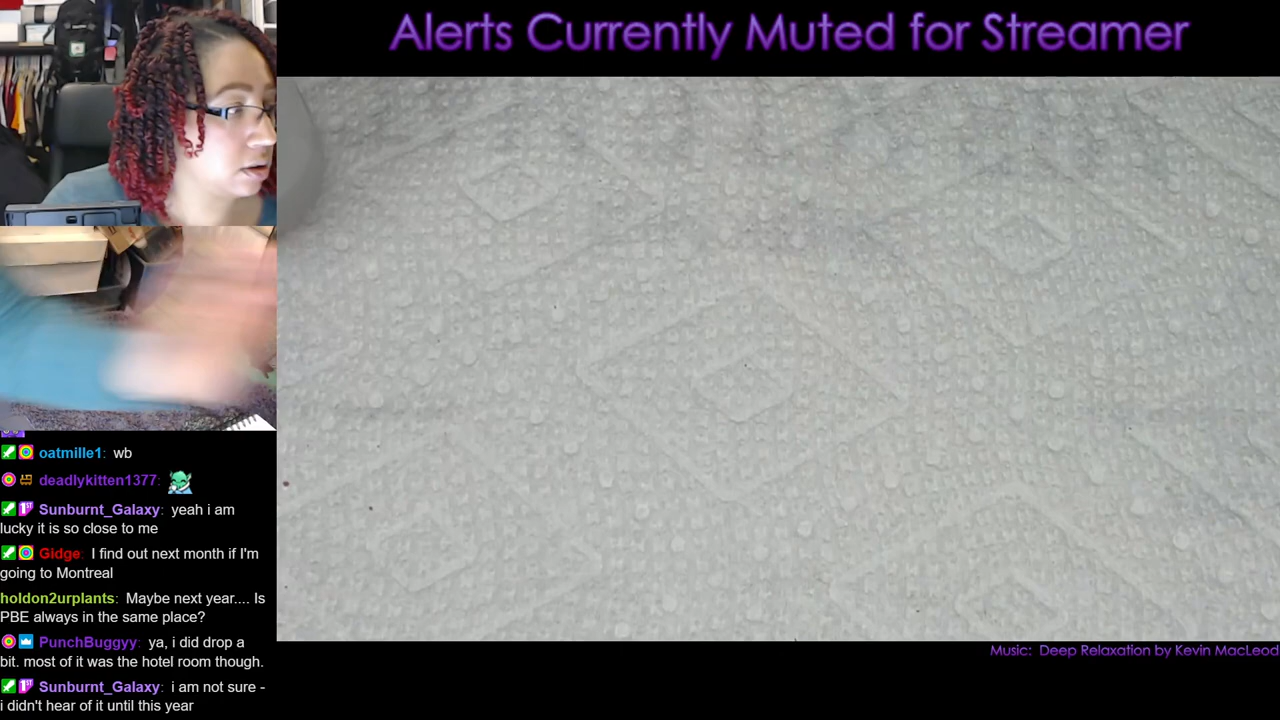 Alerts Currently Muted for Streamer
oatmille1: wb
deadlykitten1377:
Sunburnt_Galaxy: yeah i am
lucky it is so close to me
Gidge: I find out next month if I'm
going to Montreal
holdon2urplants: Maybe next year.... Is
PBE always in the same place?
PunchBuggyy: ya, i did drop a
bit. most of it was the hotel room though.
Sunburnt_Galaxy: i am not sure -
i didn't hear of it until this year
Music: Deep Relaxation by Kevin MacLeod